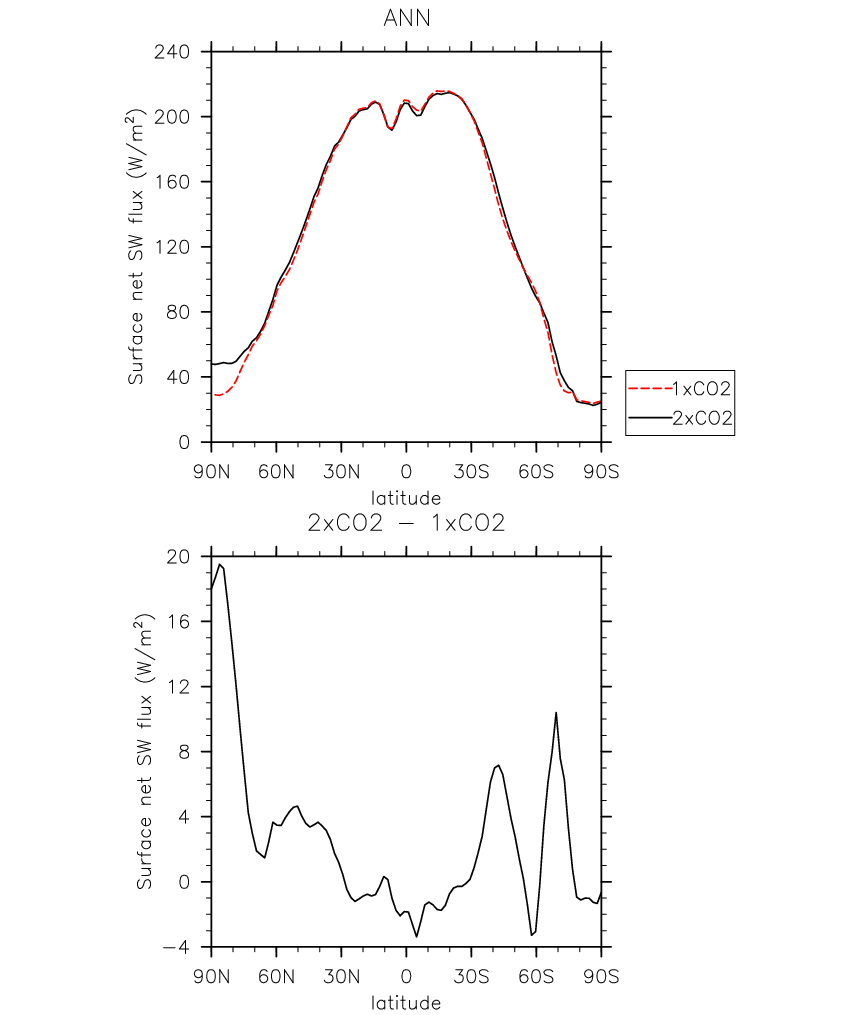 ANN
Surface net SW flux (W/m²)
240
200
160
120
80
40
0
90N 60N 30N 0 30S 60S 90S
latitude
1xCO2
2xCO2
2xCO2 − 1xCO2
Surface net SW flux (W/m²)
20
16
12
8
4
0
−4
90N 60N 30N 0 30S 60S 90S
latitude